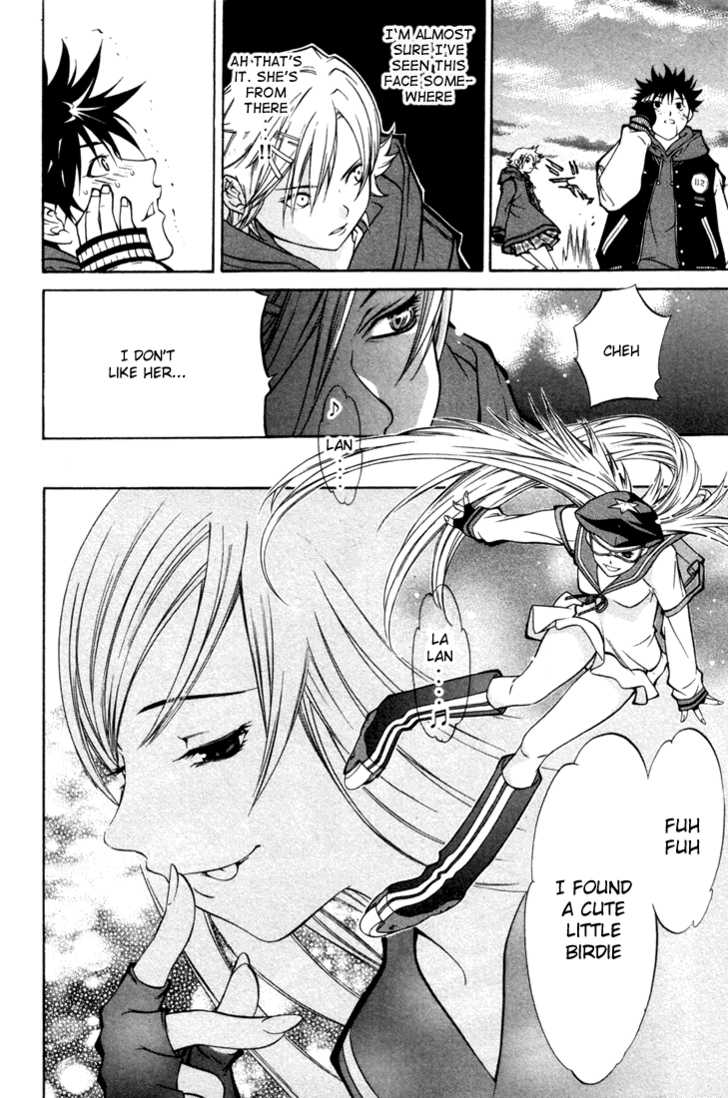 I'M ALMOST
SURE I'VE
SEEN THIS
FACE SOME-
WHERE
AH THAT'S
IT. SHE'S
FROM
THERE
......!!
CHEH
I DON'T
LIKE HER...
♪
LAN
.....
LA
LAN
.....
♫
FUH
FUH
I FOUND
A CUTE
LITTLE
BIRDIE